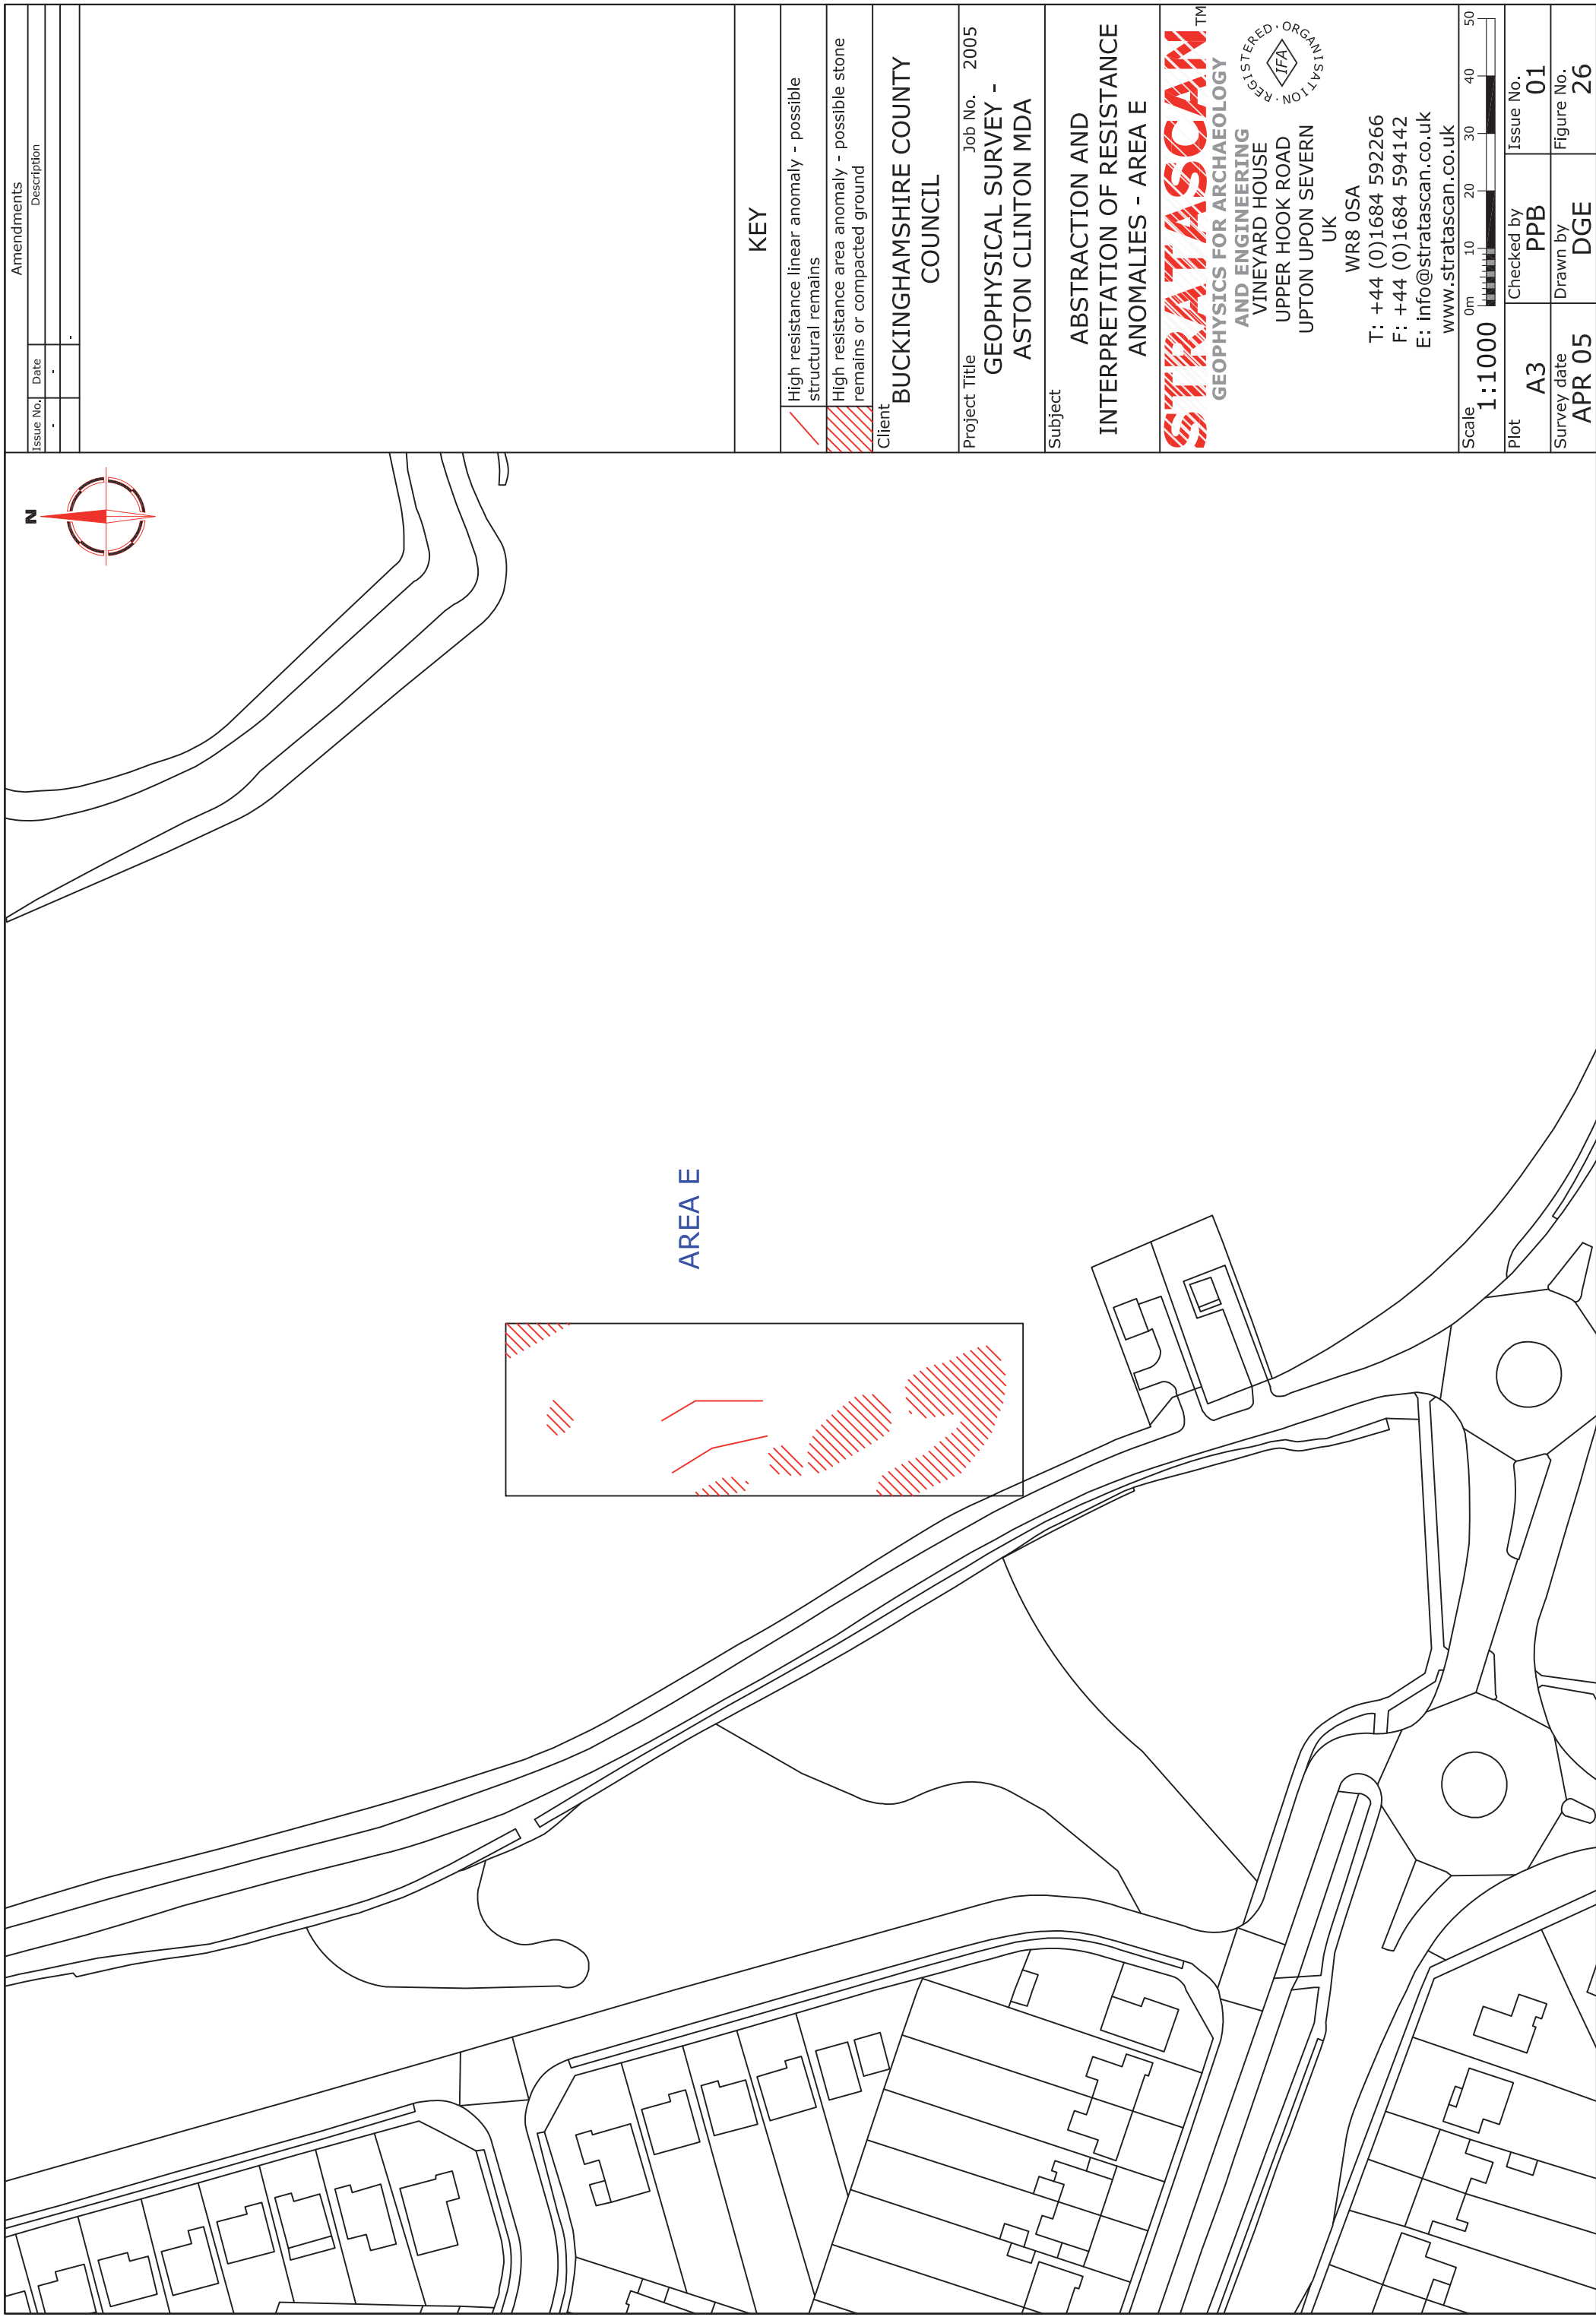 Amendments
Issue No. Date Description
- - -
N
AREA E
KEY
High resistance linear anomaly - possible
structural remains
High resistance area anomaly - possible stone
remains or compacted ground
Client
BUCKINGHAMSHIRE COUNTY
COUNCIL
Project Title Job No. 2005
GEOPHYSICAL SURVEY -
ASTON CLINTON MDA
Subject
ABSTRACTION AND
INTERPRETATION OF RESISTANCE
ANOMALIES - AREA E
STRATASCAN™
GEOPHYSICS FOR ARCHAEOLOGY
AND ENGINEERING
REGISTERED · ORGANISATION ·
IFA
VINEYARD HOUSE
UPPER HOOK ROAD
UPTON UPON SEVERN
UK
WR8 0SA
T: +44 (0)1684 592266
F: +44 (0)1684 594142
E: info@stratascan.co.uk
www.stratascan.co.uk
Scale 1:1000 0m 10 20 30 40 50
Plot A3 Checked by PPB Issue No. 01
Survey date APR 05 Drawn by DGE Figure No. 26